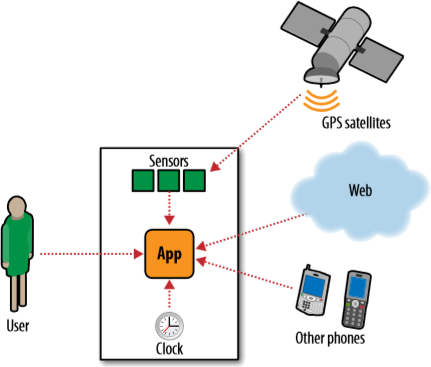 GPS satellites
Sensors
Web
App
User
Clock
Other phones